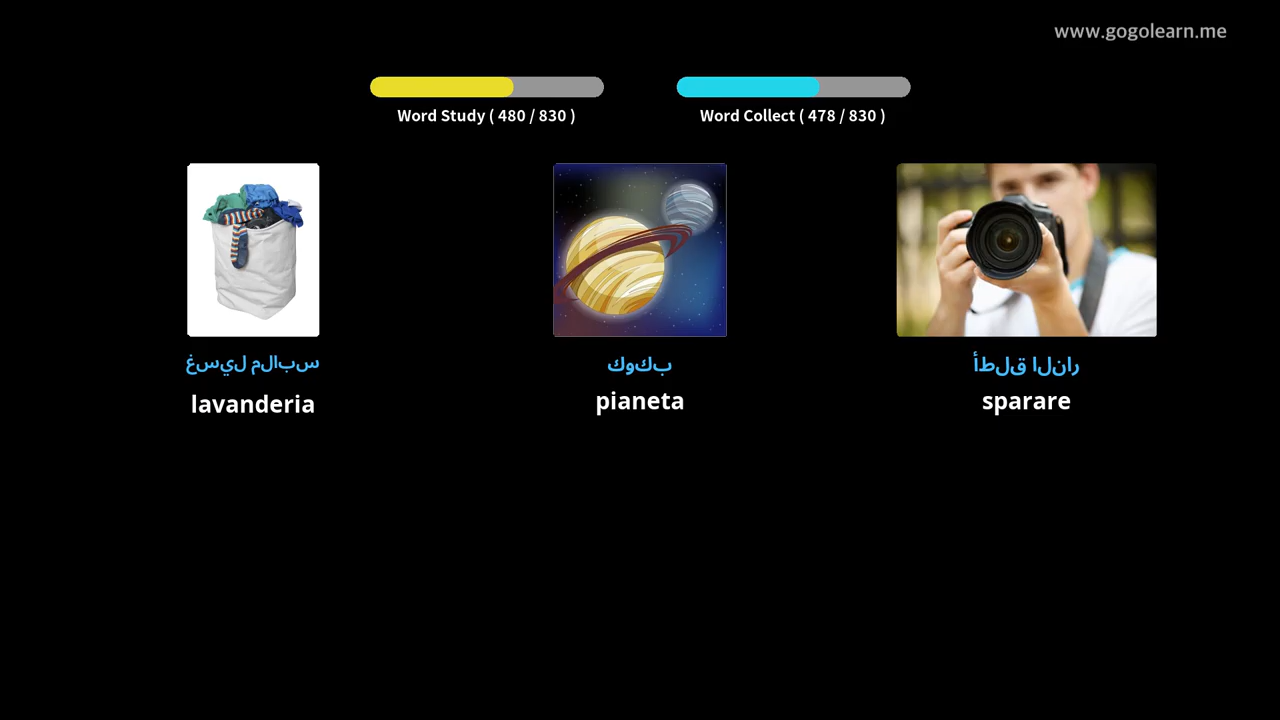 www.gogolearn.me
Word Study ( 480 / 830 )
Word Collect ( 478 / 830 )
غسيل ملابس
lavanderia
كوكب
pianeta
أطلق النار
sparare